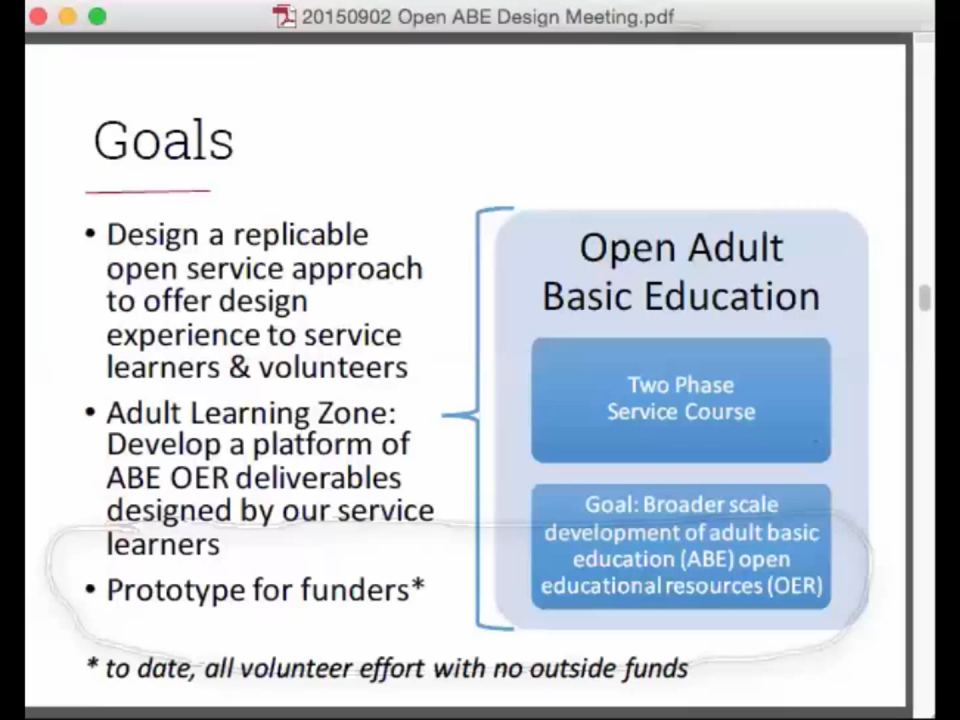 20150902 Open ABE Design Meeting.pdf
Goals
• Design a replicable
open service approach
to offer design
experience to service
learners & volunteers
• Adult Learning Zone:
Develop a platform of
ABE OER deliverables
designed by our service
learners
• Prototype for funders*
* to date, all volunteer effort with no outside funds
Open Adult
Basic Education
Two Phase
Service Course
Goal: Broader scale
development of adult basic
education (ABE) open
educational resources (OER)